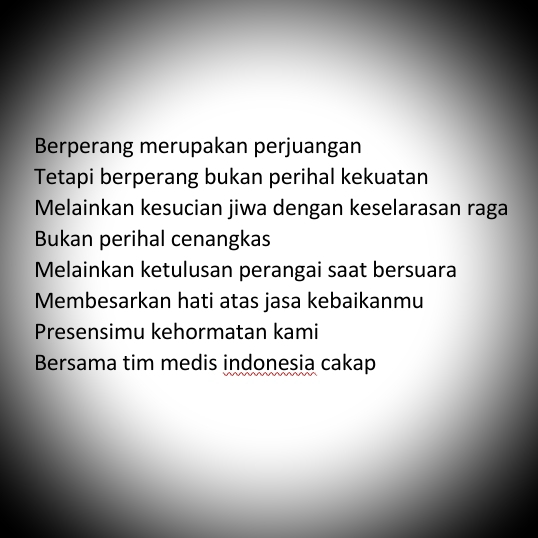 Berperang merupakan perjuangan
Tetapi berperang bukan perihal kekuatan
Melainkan kesucian jiwa dengan keselarasan raga
Bukan perihal cenangkas
Melainkan ketulusan perangai saat bersuara
Membesarkan hati atas jasa kebaikanmu
Presensimu kehormatan kami
Bersama tim medis indonesia cakap